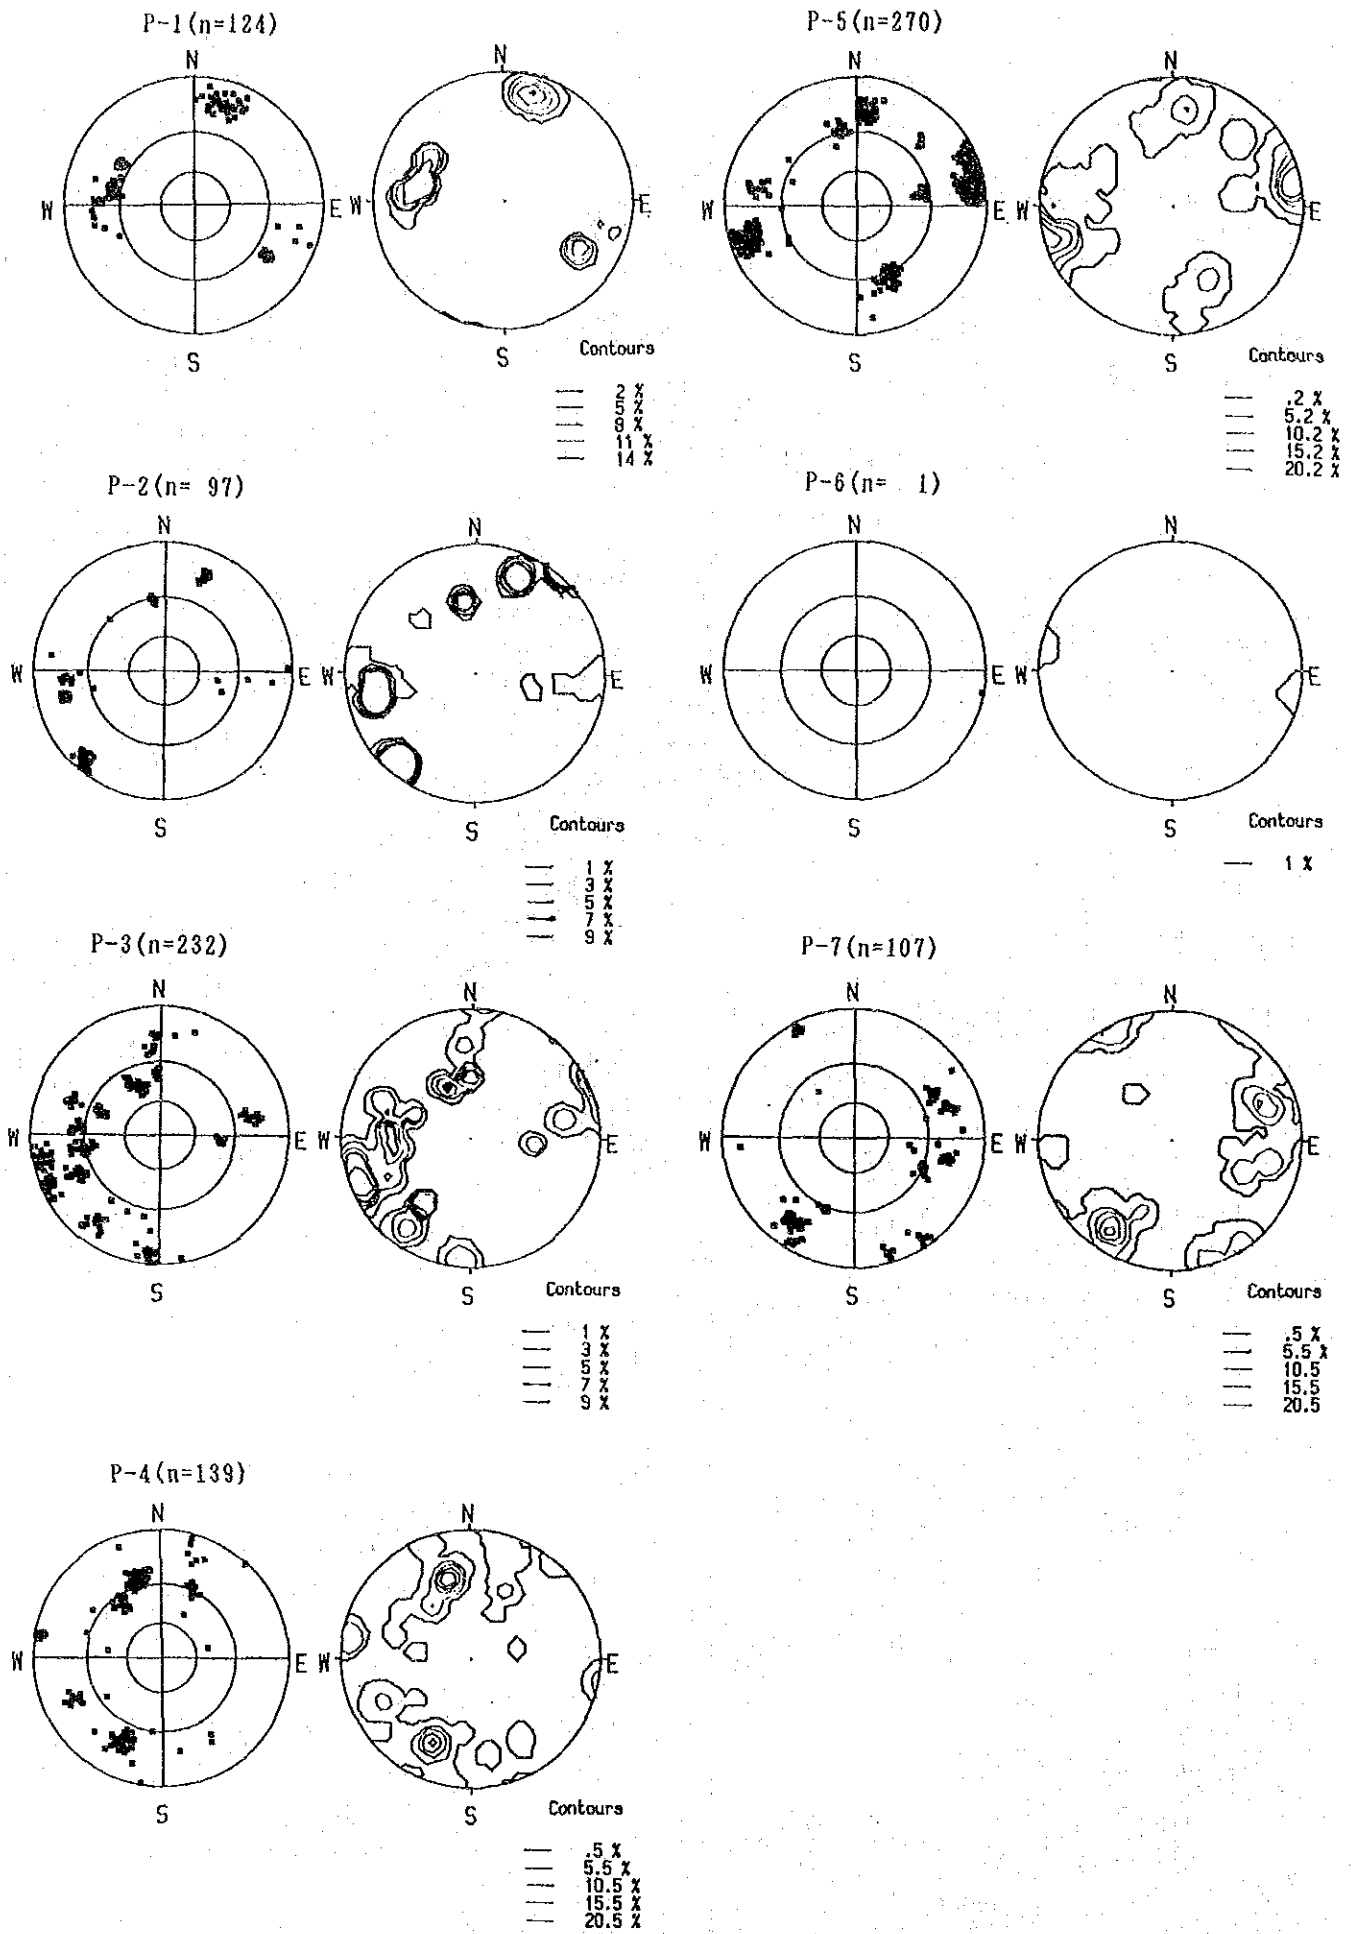 P-1(n=124)
N
N
W
E
W
E
S
S
Contours
2 %
5 %
8 %
11 %
14 %
P-5(n=270)
N
N
W
E
W
E
S
S
Contours
.2 %
5.2 %
10.2 %
15.2 %
20.2 %
P-2(n= 97)
N
N
W
E
W
E
S
S
Contours
1 %
3 %
5 %
7 %
9 %
P-6(n= 1)
N
N
W
E
W
E
S
S
Contours
1 %
P-3(n=232)
N
N
W
E
W
E
S
S
Contours
1 %
3 %
5 %
7 %
9 %
P-7(n=107)
N
N
W
E
W
E
S
S
Contours
.5 %
5.5 %
10.5
15.5
20.5
P-4(n=139)
N
N
W
E
W
E
S
S
Contours
.5 %
5.5 %
10.5 %
15.5 %
20.5 %